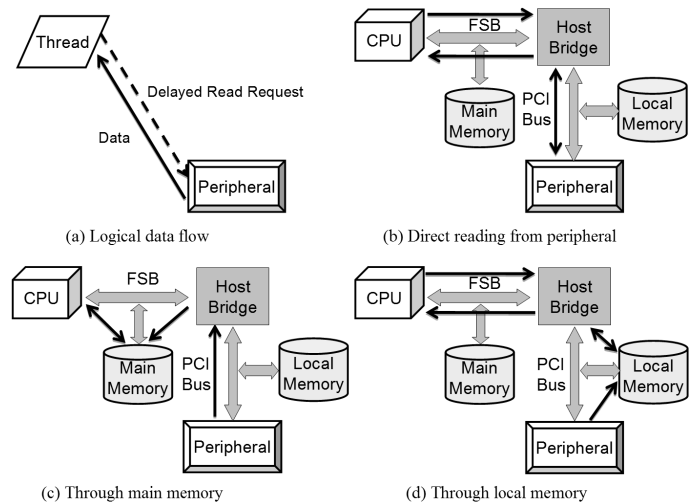 Thread
Delayed Read Request
Data
Peripheral
(a) Logical data flow
CPU
FSB
Host
Bridge
Main
Memory
PCI
Bus
Local
Memory
Peripheral
(b) Direct reading from peripheral
CPU
FSB
Host
Bridge
Main
Memory
PCI
Bus
Local
Memory
Peripheral
(c) Through main memory
CPU
FSB
Host
Bridge
Main
Memory
PCI
Bus
Local
Memory
Peripheral
(d) Through local memory